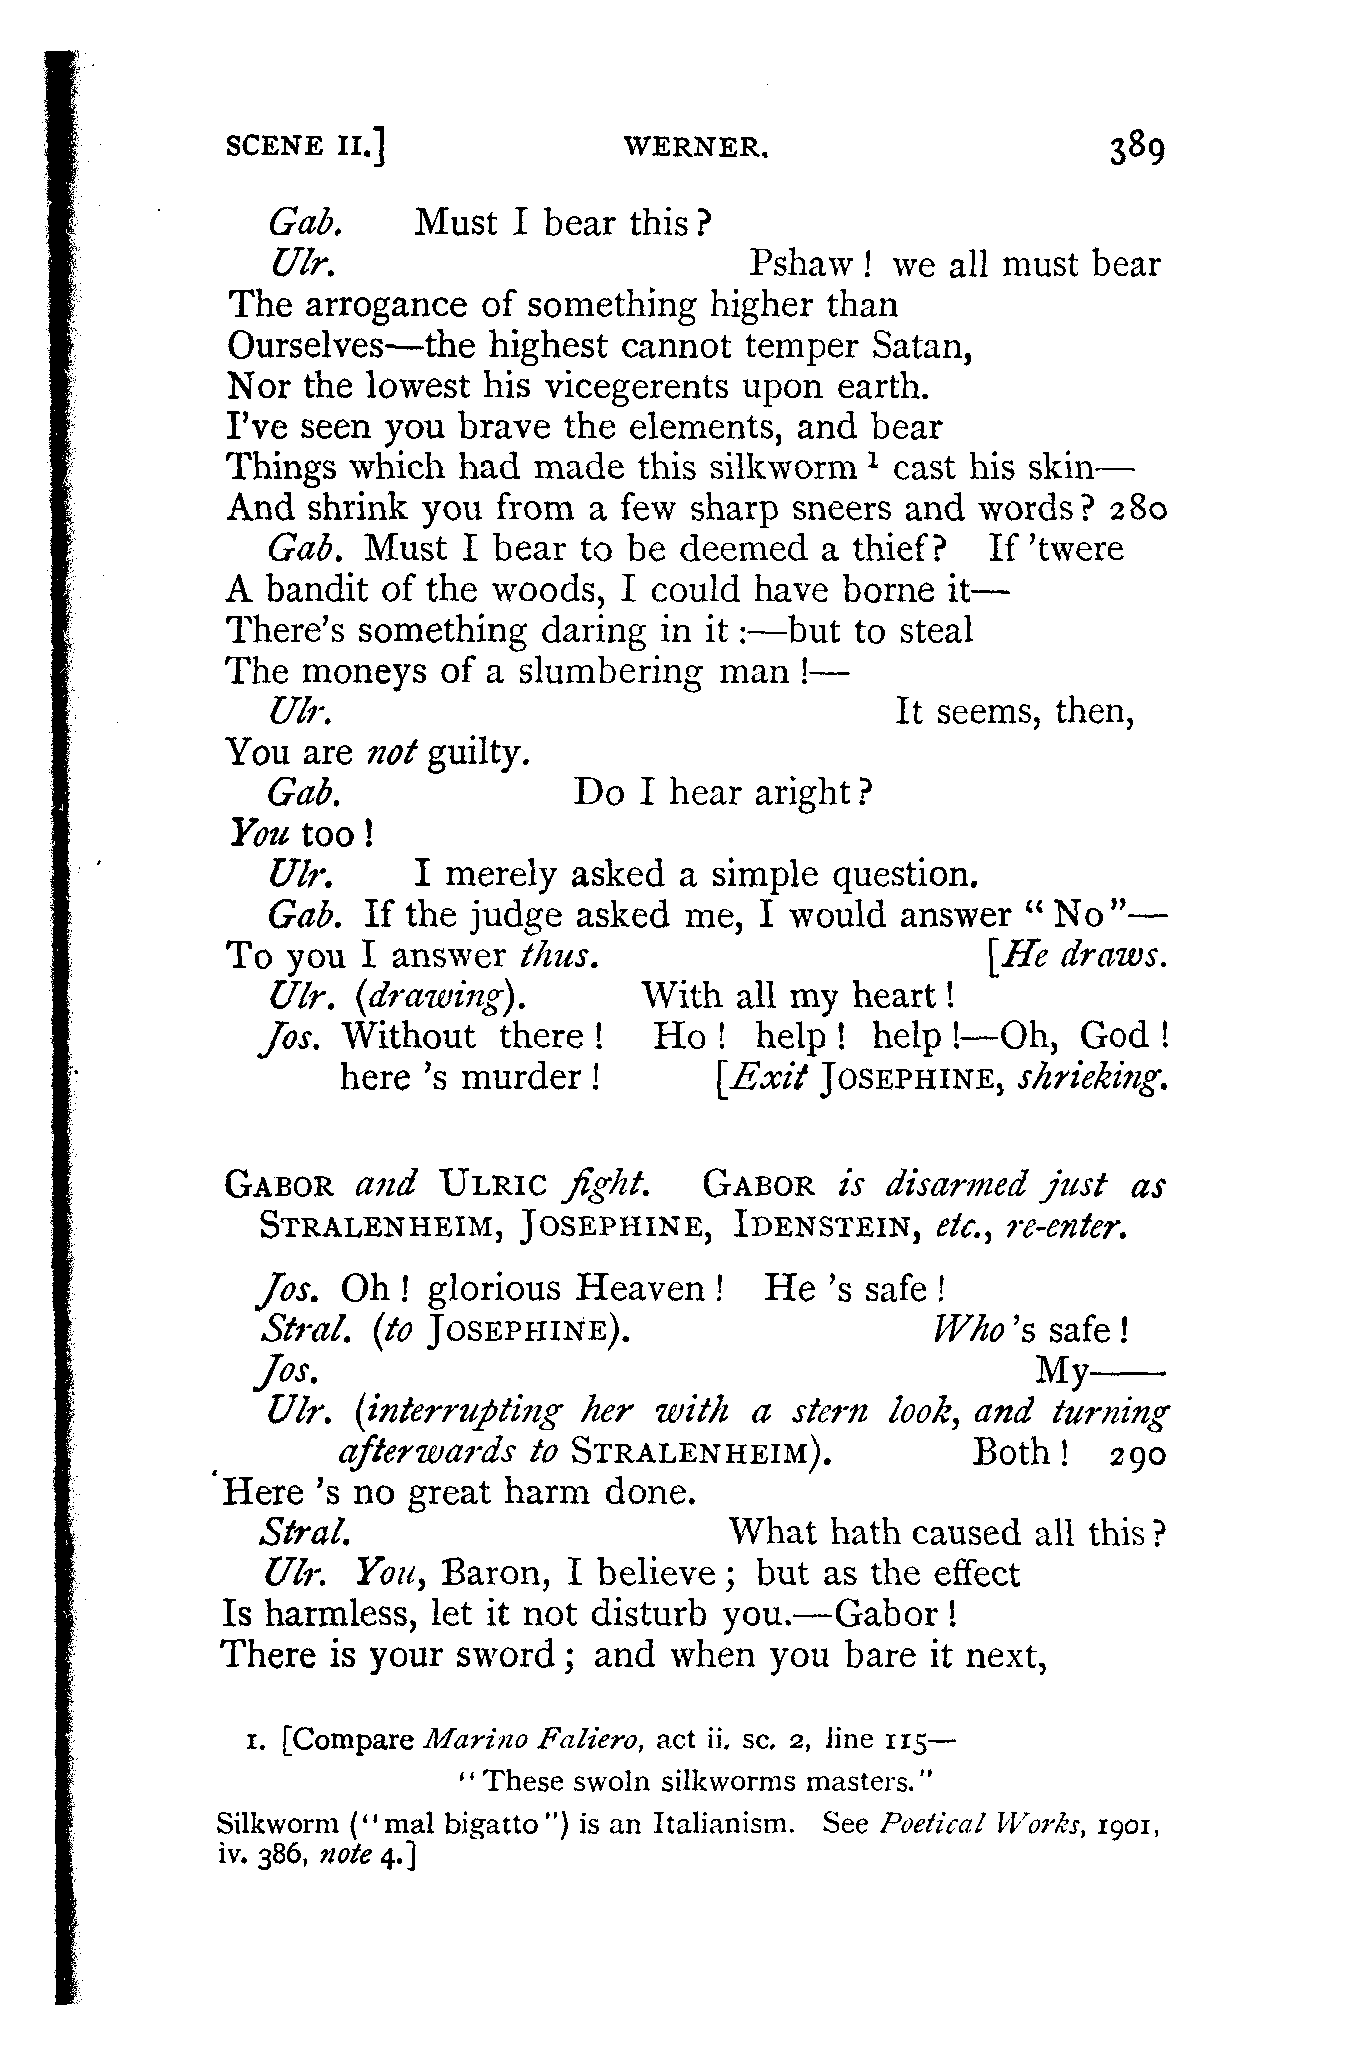 SCENE II.] WERNER. 389
Gab. Must I bear this?
Ulr. Pshaw! we all must bear
The arrogance of something higher than
Ourselves—the highest cannot temper Satan,
Nor the lowest his vicegerents upon earth.
I've seen you brave the elements, and bear
Things which had made this silkworm¹ cast his skin—
And shrink you from a few sharp sneers and words? 280
Gab. Must I bear to be deemed a thief? If 'twere
A bandit of the woods, I could have borne it—
There's something daring in it:—but to steal
The moneys of a slumbering man!—
Ulr. It seems, then,
You are not guilty.
Gab. Do I hear aright?
You too!
Ulr. I merely asked a simple question.
Gab. If the judge asked me, I would answer "No"—
To you I answer thus. [He draws.
Ulr. (drawing). With all my heart!
Jos. Without there! Ho! help! help!—Oh, God!
here 's murder! [Exit JOSEPHINE, shrieking.
GABOR and ULRIC fight. GABOR is disarmed just as
STRALENHEIM, JOSEPHINE, IDENSTEIN, etc., re-enter.
Jos. Oh! glorious Heaven! He 's safe!
Stral. (to JOSEPHINE). Who 's safe!
Jos. My——
Ulr. (interrupting her with a stern look, and turning
afterwards to STRALENHEIM). Both! 290
Here 's no great harm done.
Stral. What hath caused all this?
Ulr. You, Baron, I believe; but as the effect
Is harmless, let it not disturb you.—Gabor!
There is your sword; and when you bare it next,
1. [Compare Marino Faliero, act ii. sc. 2, line 115—
"These swoln silkworms masters."
Silkworm ("mal bigatto") is an Italianism. See Poetical Works, 1901,
iv. 386, note 4.]